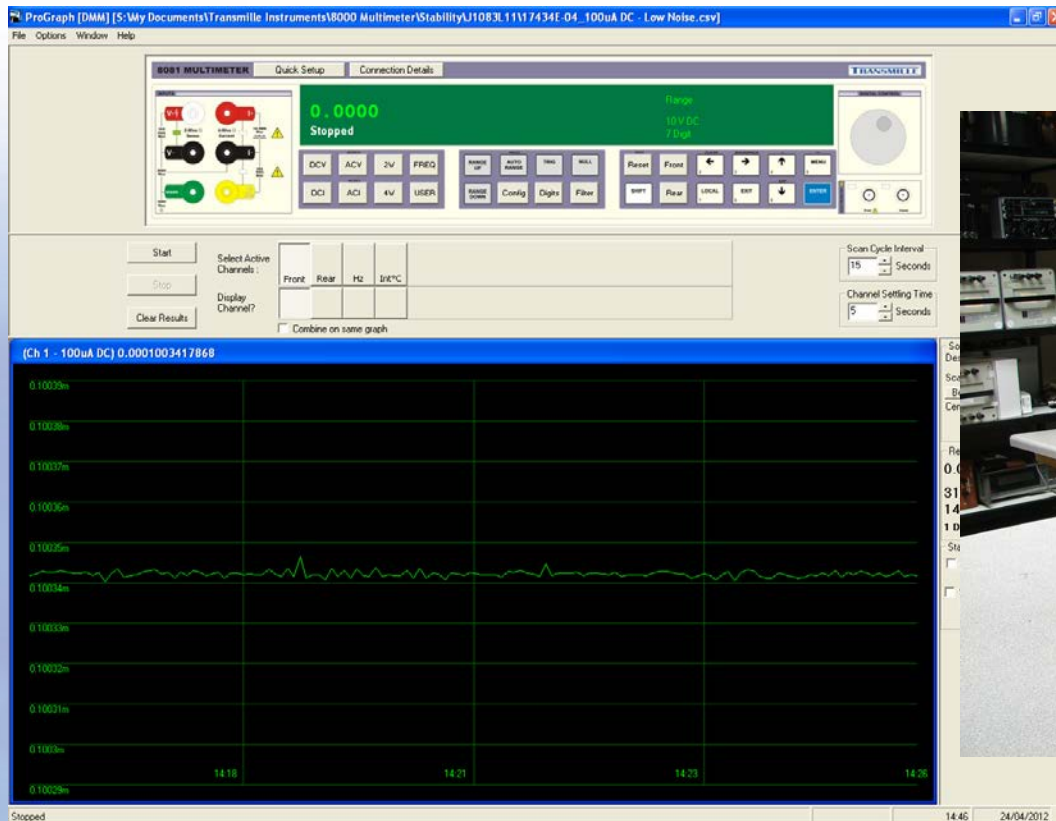 ProGraph [DMM] [S:\My Documents\Transmille Instruments\8000 Multimeter\Stability\J1083L11\17434E-04_100uA DC - Low Noise.csv]
File Options Window Help
8081 MULTIMETER Quick Setup Connection Details TRANSMILLE
0.0000
Stopped
Range
10 V DC
7 Digit
DCV ACV 2W FREQ RANGE UP AUTO RANGE TRIG NULL Reset Front MENU
DCI ACI 4W USER RANGE DOWN Config Digits Filter SHIFT Rear LOCAL EXIT ENTER
Start
Stop
Clear Results
Select Active
Channels :
Front Rear Hz Int°C
Display
Channel?
Combine on same graph
Scan Cycle Interval
15 Seconds
Channel Settling Time
5 Seconds
(Ch 1 - 100uA DC) 0.0001003417868
0.10039m
0.10038m
0.10037m
0.10036m
0.10035m
0.10034m
0.10033m
0.10032m
0.10031m
0.1003m
0.10029m
14:18 14:21 14:23 14:26
Stopped 14:46 24/04/2012